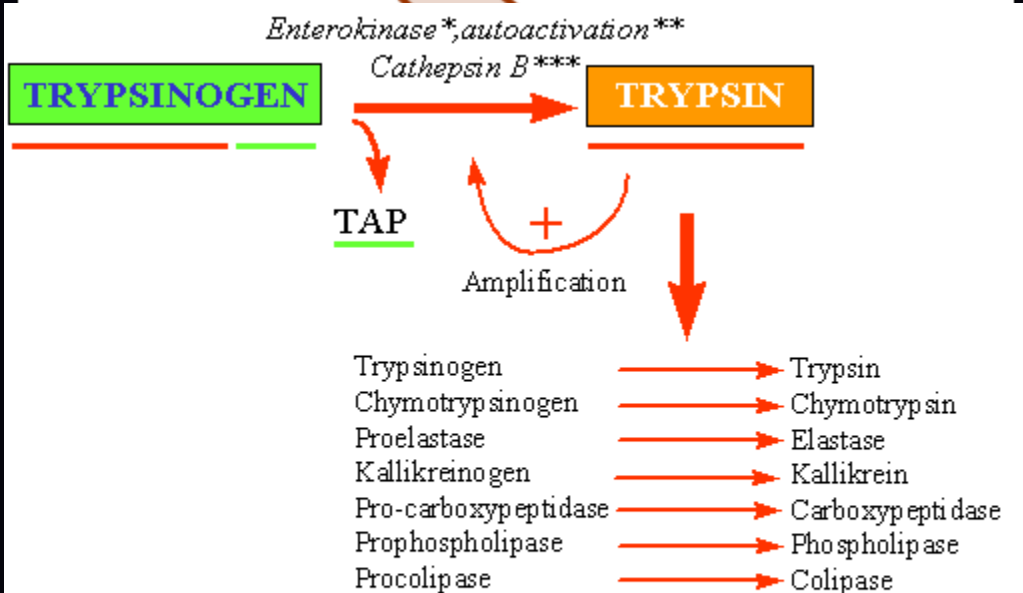 Enterokinase*,autoactivation**
Cathepsin B***
TRYPSINOGEN
TRYPSIN
TAP
+
Amplification
Trypsinogen Trypsin
Chymotrypsinogen Chymotrypsin
Proelastase Elastase
Kallikreinogen Kallikrein
Pro-carboxypeptidase Carboxypeptidase
Prophospholipase Phospholipase
Procolipase Colipase